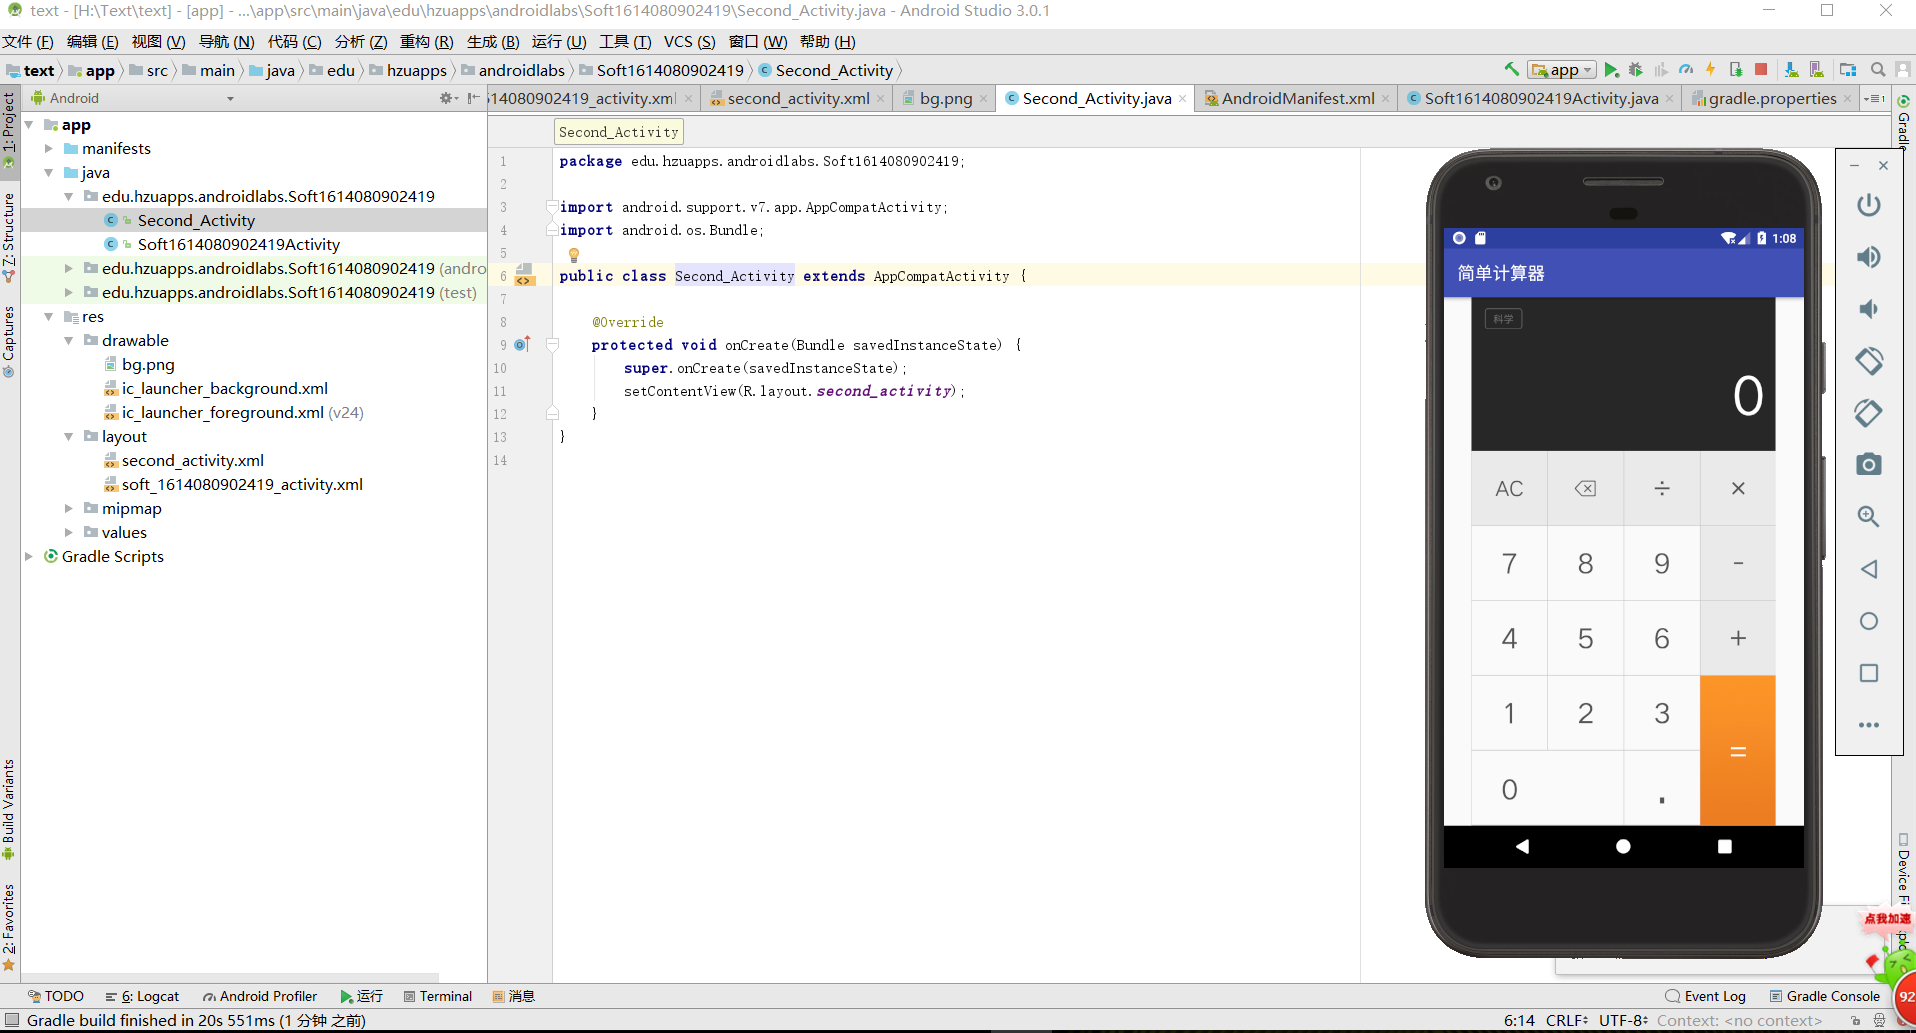 text - [H:\Text\text] - [app] - ...\app\src\main\java\edu\hzuapps\androidlabs\Soft1614080902419\Second_Activity.java - Android Studio 3.0.1
文件 (F) 编辑 (E) 视图 (V) 导航 (N) 代码 (C) 分析 (Z) 重构 (R) 生成 (B) 运行 (U) 工具 (T) VCS (S) 窗口 (W) 帮助 (H)
text app src main java edu hzuapps androidlabs Soft1614080902419 Second_Activity app
Android
514080902419_activity.xml second_activity.xml bg.png Second_Activity.java AndroidManifest.xml Soft1614080902419Activity.java gradle.properties
1: Project
Z: Structure
Captures
Build Variants
2: Favorites
app
manifests
java
edu.hzuapps.androidlabs.Soft1614080902419
Second_Activity
Soft1614080902419Activity
edu.hzuapps.androidlabs.Soft1614080902419 (andro
edu.hzuapps.androidlabs.Soft1614080902419 (test)
res
drawable
bg.png
ic_launcher_background.xml
ic_launcher_foreground.xml (v24)
layout
second_activity.xml
soft_1614080902419_activity.xml
mipmap
values
Gradle Scripts
Second_Activity
1 package edu.hzuapps.androidlabs.Soft1614080902419;
2
3 import android.support.v7.app.AppCompatActivity;
4 import android.os.Bundle;
5
6 public class Second_Activity extends AppCompatActivity {
7
8 @Override
9 protected void onCreate(Bundle savedInstanceState) {
10 super.onCreate(savedInstanceState);
11 setContentView(R.layout.second_activity);
12 }
13 }
14
1:08
简单计算器
科学
0
AC ÷ ×
7 8 9 -
4 5 6 +
1 2 3 =
0 .
Gradle
Device Fi
点我加速
92
TODO 6: Logcat Android Profiler 运行 Terminal 消息 Event Log Gradle Console
Gradle build finished in 20s 551ms (1 分钟 之前) 6:14 CRLF UTF-8 Context: <no context>